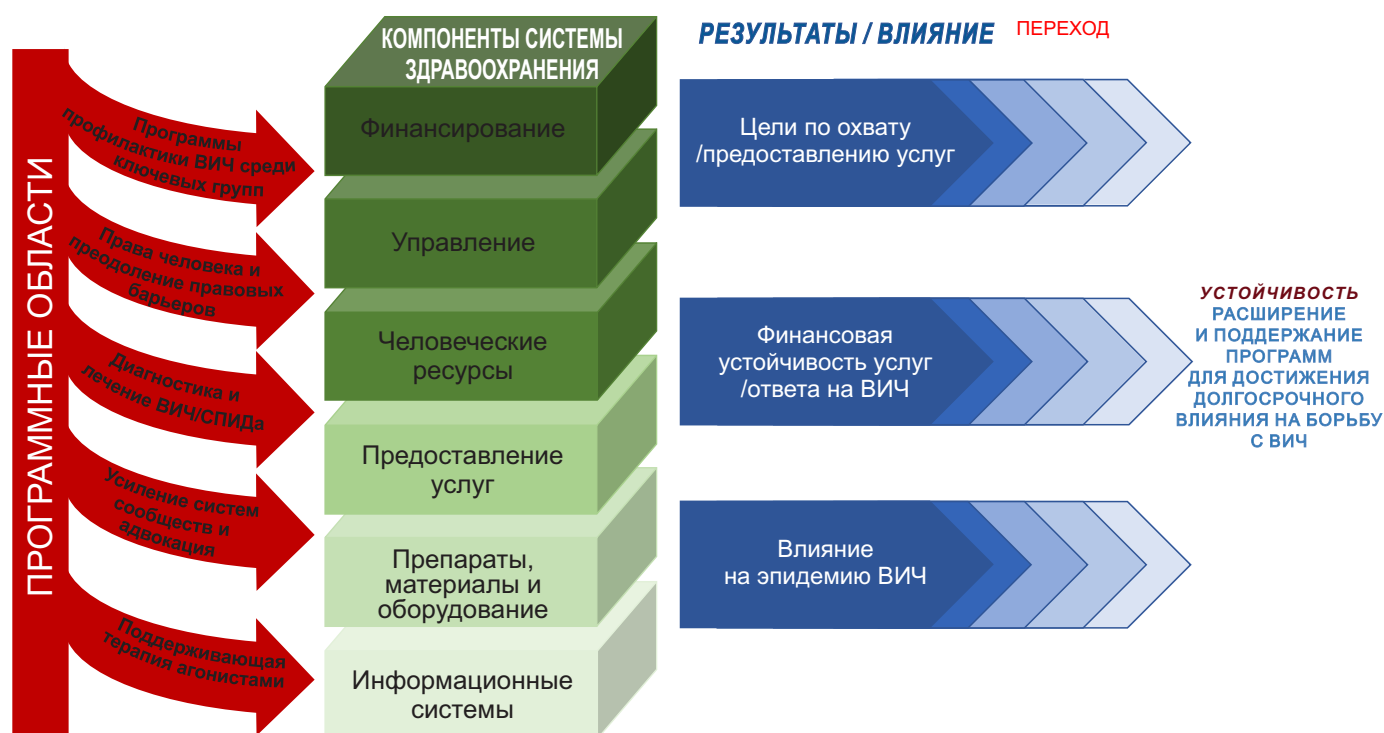 ПРОГРАММНЫЕ ОБЛАСТИ
Программы
профилактики ВИЧ среди
ключевых групп
Права человека и
преодоление правовых
барьеров
Диагностика и
лечение ВИЧ/СПИДа
Усиление систем
сообществ и
адвокация
Поддерживающая
терапия агонистами
КОМПОНЕНТЫ СИСТЕМЫ
ЗДРАВООХРАНЕНИЯ
Финансирование
Управление
Человеческие
ресурсы
Предоставление
услуг
Препараты,
материалы и
оборудование
Информационные
системы
РЕЗУЛЬТАТЫ / ВЛИЯНИЕ
ПЕРЕХОД
Цели по охвату
/предоставлению услуг
Финансовая
устойчивость услуг
/ответа на ВИЧ
Влияние
на эпидемию ВИЧ
УСТОЙЧИВОСТЬ
РАСШИРЕНИЕ
И ПОДДЕРЖАНИЕ
ПРОГРАММ
ДЛЯ ДОСТИЖЕНИЯ
ДОЛГОСРОЧНОГО
ВЛИЯНИЯ НА БОРЬБУ
С ВИЧ